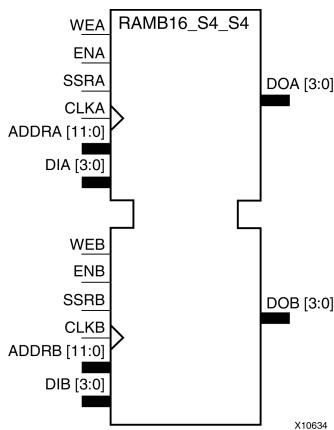 RAMB16_S4_S4
WEA
ENA
SSRA
CLKA
ADDRA [11:0]
DIA [3:0]
DOA [3:0]
WEB
ENB
SSRB
CLKB
ADDRB [11:0]
DIB [3:0]
DOB [3:0]
X10634